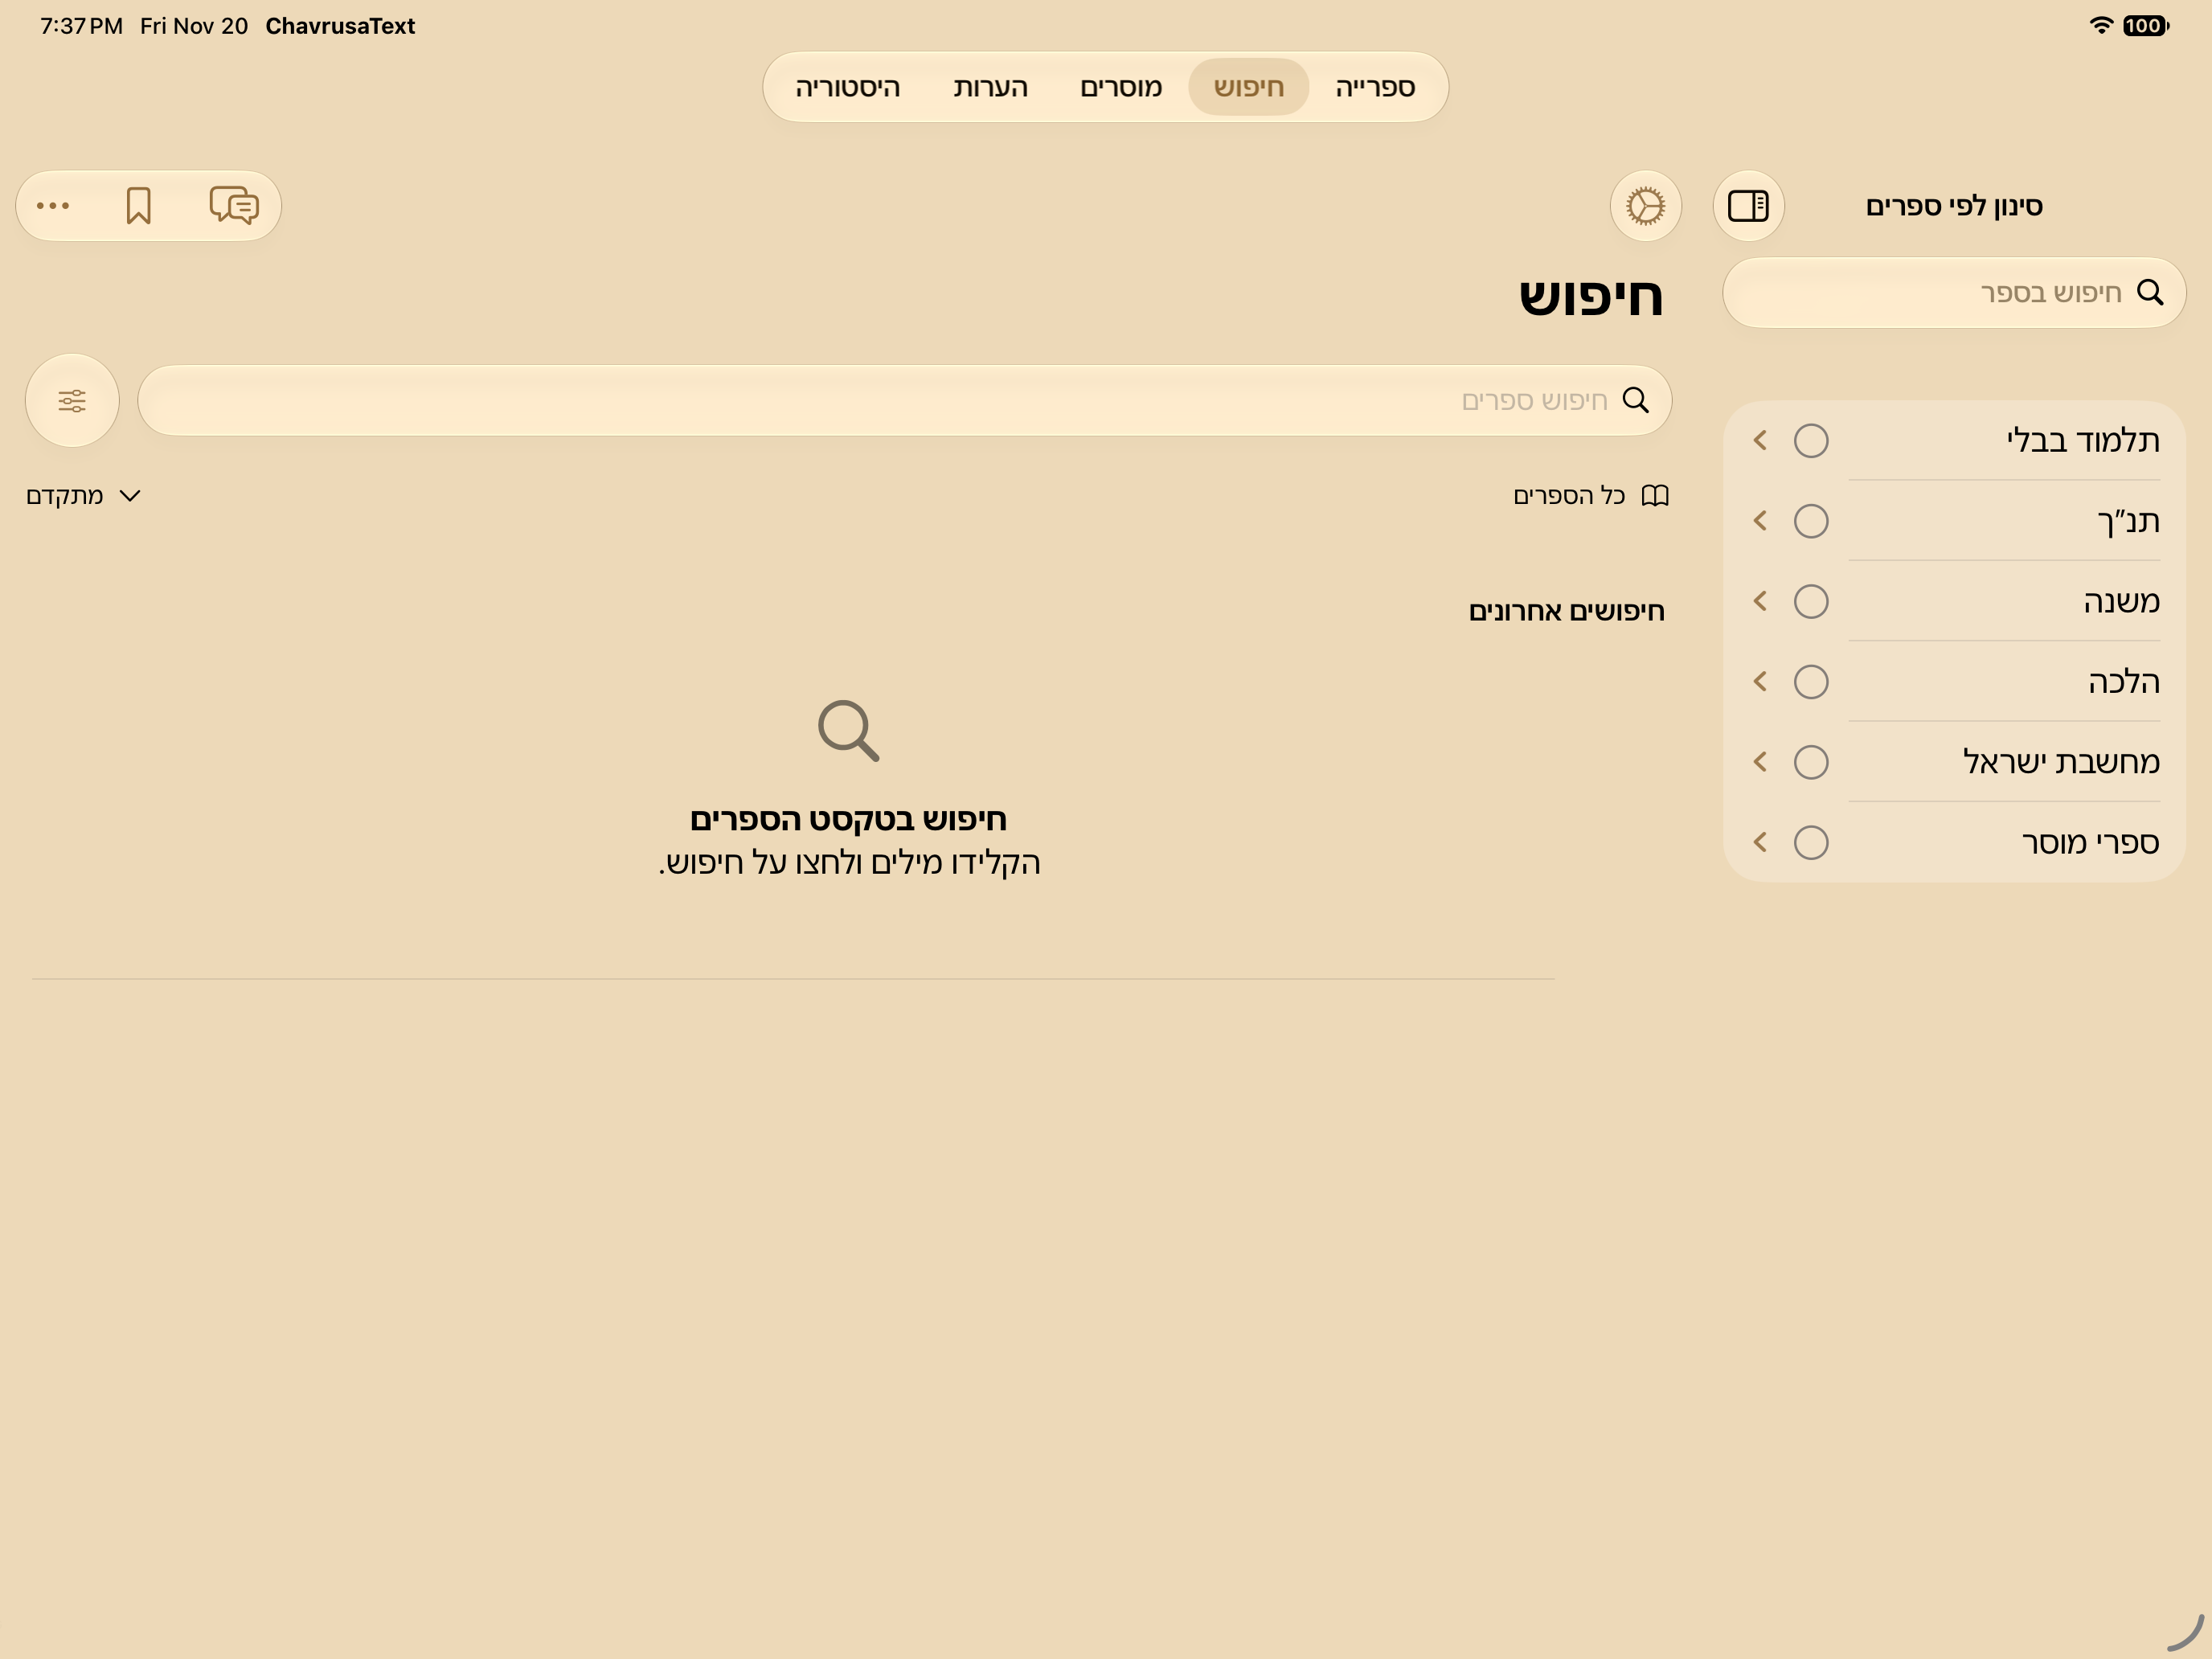 7:37 PM Fri Nov 20 ChavrusaText 100
ספרייה חיפוש מוסרים הערות היסטוריה
סינון לפי ספרים
חיפוש בספר
תלמוד בבלי
תנ"ך
משנה
הלכה
מחשבת ישראל
ספרי מוסר
חיפוש
חיפוש ספרים
כל הספרים מתקדם
חיפושים אחרונים
חיפוש בטקסט הספרים
הקלידו מילים ולחצו על חיפוש.